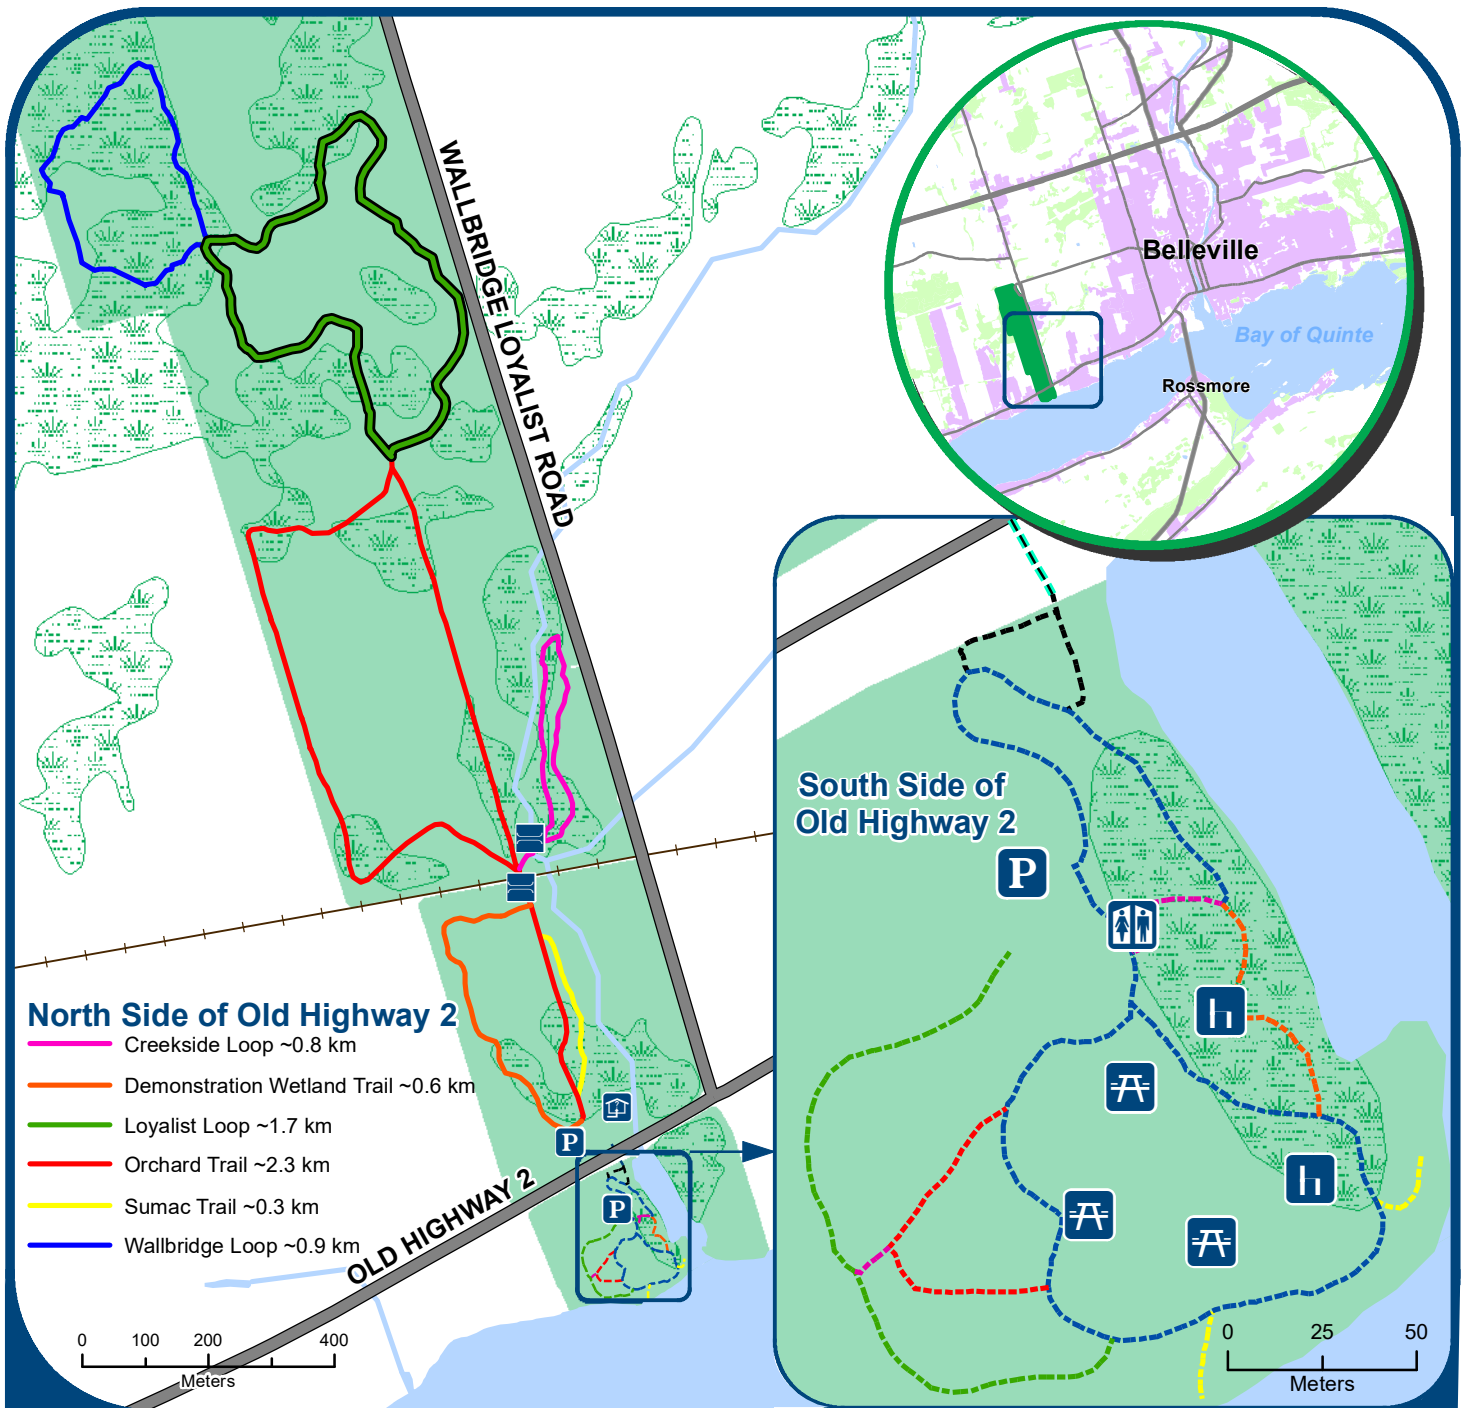 WALLBRIDGE LOYALIST ROAD
Belleville
Bay of Quinte
Rossmore
South Side of
Old Highway 2
P
North Side of Old Highway 2
Creekside Loop ~0.8 km
Demonstration Wetland Trail ~0.6 km
Loyalist Loop ~1.7 km
Orchard Trail ~2.3 km
Sumac Trail ~0.3 km
Wallbridge Loop ~0.9 km
P
P
OLD HIGHWAY 2
0 100 200 400
Meters
0 25 50
Meters